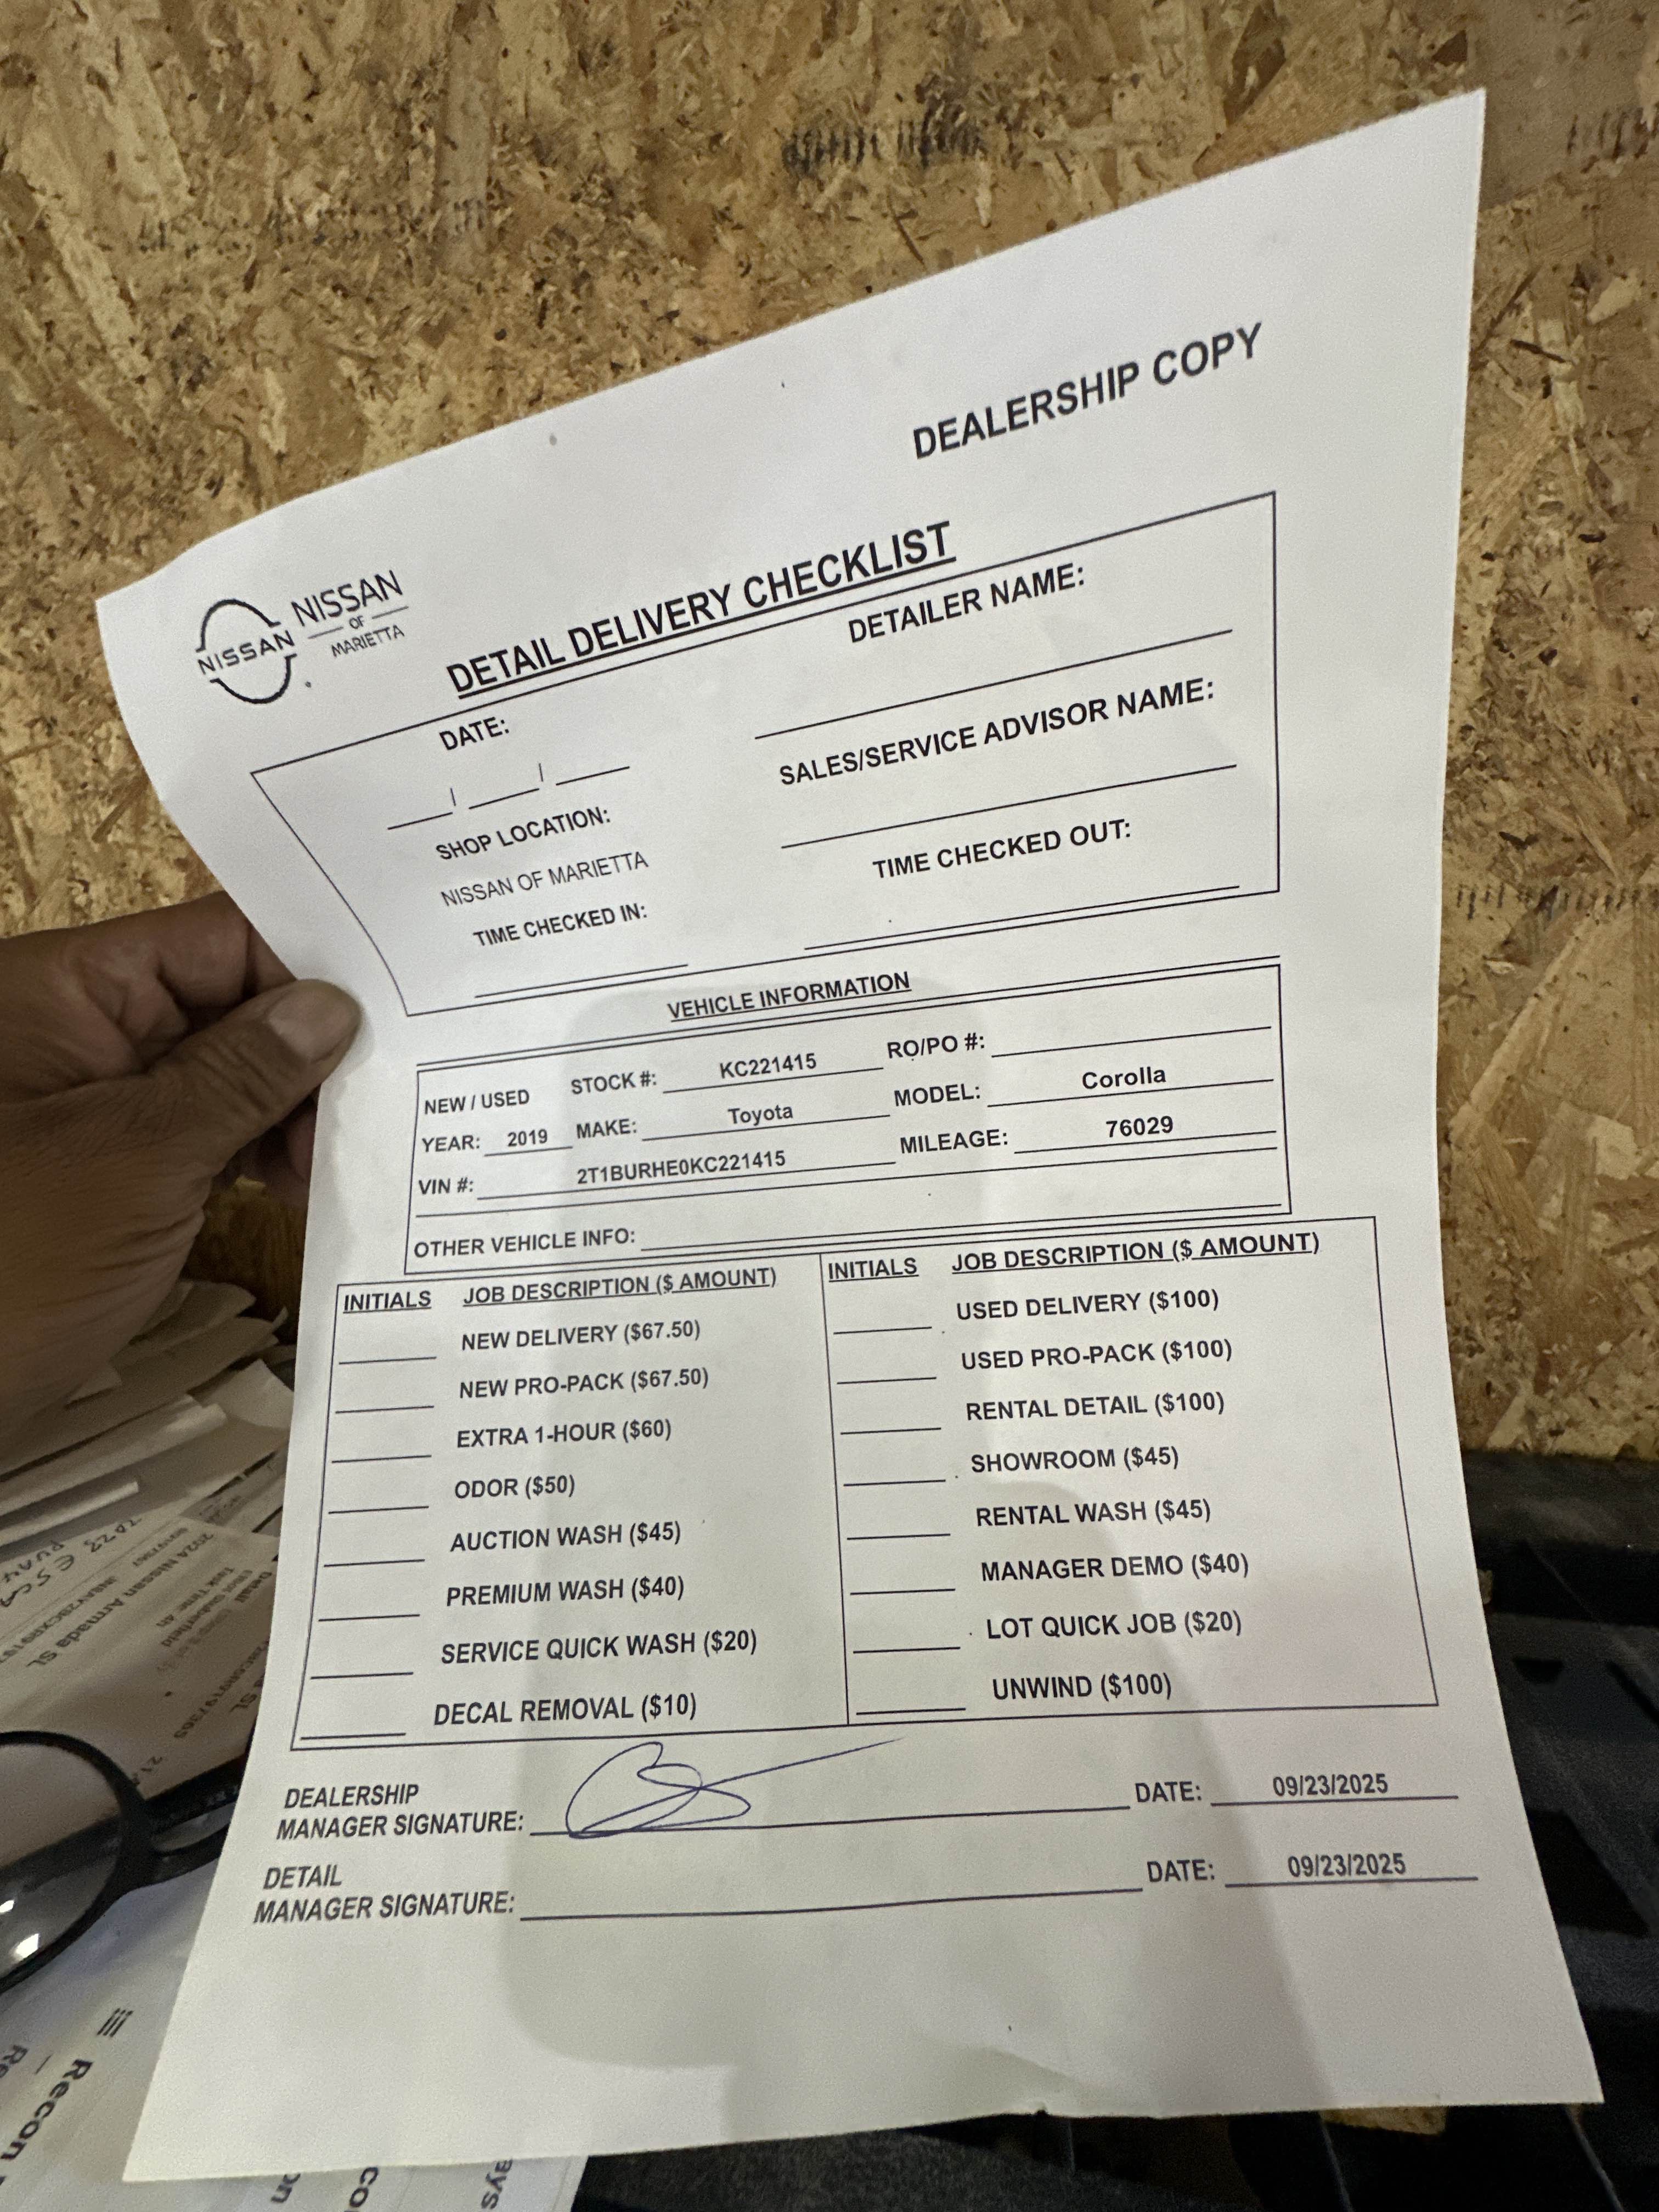 DEALERSHIP COPY
NISSAN
NISSAN
OF
MARIETTA
DETAIL DELIVERY CHECKLIST
DATE:
/ /
DETAILER NAME:
SHOP LOCATION:
NISSAN OF MARIETTA
SALES/SERVICE ADVISOR NAME:
TIME CHECKED IN:
TIME CHECKED OUT:
VEHICLE INFORMATION
NEW / USED STOCK #: KC221415 RO/PO #:
YEAR: 2019 MAKE: Toyota MODEL: Corolla
VIN #: 2T1BURHE0KC221415 MILEAGE: 76029
OTHER VEHICLE INFO:
INITIALS JOB DESCRIPTION ($ AMOUNT)
NEW DELIVERY ($67.50)
NEW PRO-PACK ($67.50)
EXTRA 1-HOUR ($60)
ODOR ($50)
AUCTION WASH ($45)
PREMIUM WASH ($40)
SERVICE QUICK WASH ($20)
DECAL REMOVAL ($10)
INITIALS JOB DESCRIPTION ($ AMOUNT)
USED DELIVERY ($100)
USED PRO-PACK ($100)
RENTAL DETAIL ($100)
SHOWROOM ($45)
RENTAL WASH ($45)
MANAGER DEMO ($40)
LOT QUICK JOB ($20)
UNWIND ($100)
DEALERSHIP
MANAGER SIGNATURE: DATE: 09/23/2025
DETAIL
MANAGER SIGNATURE: DATE: 09/23/2025
2024 Nissan Armada SL
Recon